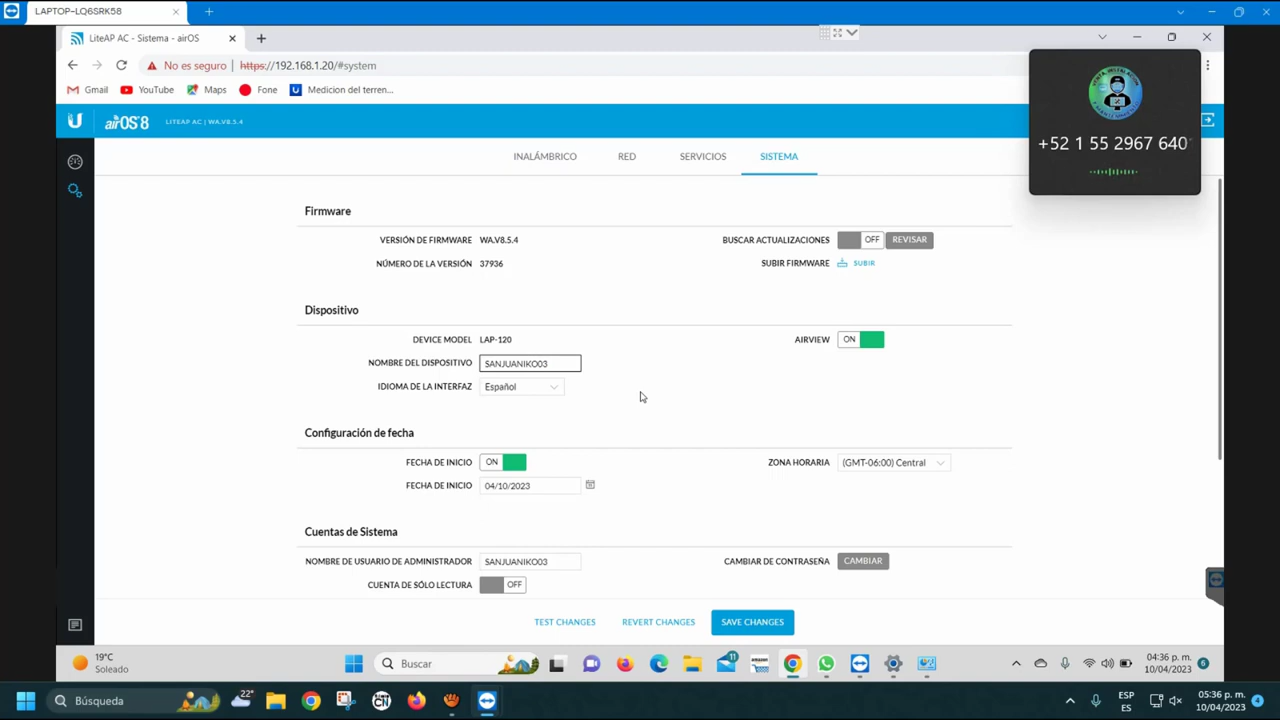 LAPTOP-LQ6SRK58
LiteAP AC - Sistema - airOS
No es seguro
https://192.168.1.20/#system
Gmail YouTube Maps Fone Medicion del terren...
+52 1 55 2967 640
airOS 8 LITEAP AC | WA.V8.5.4
INALÁMBRICO RED SERVICIOS SISTEMA
Firmware
VERSIÓN DE FIRMWARE WA.V8.5.4 BUSCAR ACTUALIZACIONES OFF REVISAR
NÚMERO DE LA VERSIÓN 37936 SUBIR FIRMWARE SUBIR
Dispositivo
DEVICE MODEL LAP-120 AIRVIEW ON
NOMBRE DEL DISPOSITIVO SANJUANIKO03
IDIOMA DE LA INTERFAZ Español
Configuración de fecha
FECHA DE INICIO ON ZONA HORARIA (GMT-06:00) Central
FECHA DE INICIO 04/10/2023
Cuentas de Sistema
NOMBRE DE USUARIO DE ADMINISTRADOR SANJUANIKO03 CAMBIAR DE CONTRASEÑA CAMBIAR
CUENTA DE SÓLO LECTURA OFF
TEST CHANGES REVERT CHANGES SAVE CHANGES
19°C
Soleado
Buscar
11
amazon
04:36 p. m.
10/04/2023
6
Búsqueda
22°
ESP
ES
05:36 p. m.
10/04/2023
4